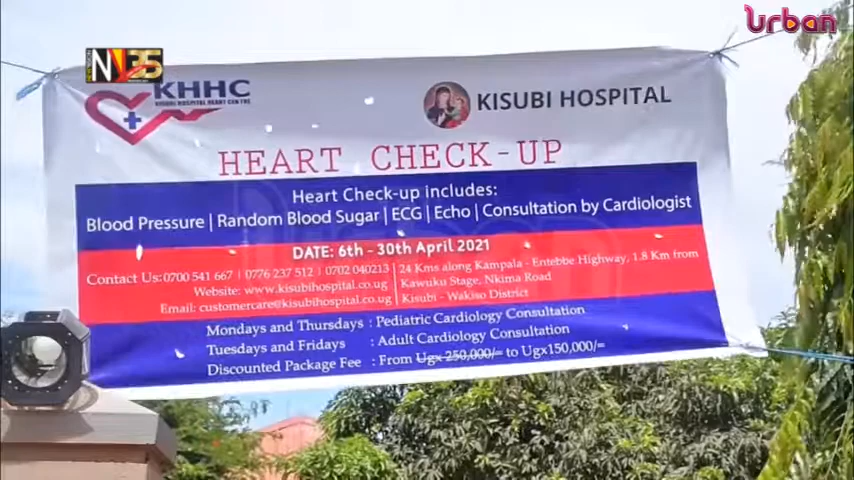 urban
N 35
KHHC
KISUBI HOSPITAL HEART CENTRE
KISUBI HOSPITAL
HEART CHECK-UP
Heart Check-up includes:
Blood Pressure | Random Blood Sugar | ECG | Echo | Consultation by Cardiologist
DATE: 6th - 30th April 2021
Contact Us:0700 541 667 | 0776 237 512 | 0702 040213
Website: www.kisubihospital.or.ug
Email: customercare@kisubihospital.or.ug
24 Kms along Kampala - Entebbe Highway, 1.8 KM from
Kawuku Stage, Nkima Road
Kisubi - Wakiso District
Mondays and Thursdays : Pediatric Cardiology Consultation
Tuesdays and Fridays : Adult Cardiology Consultation
Discounted Package Fee : From Ugx 250,000/= to Ugx150,000/=